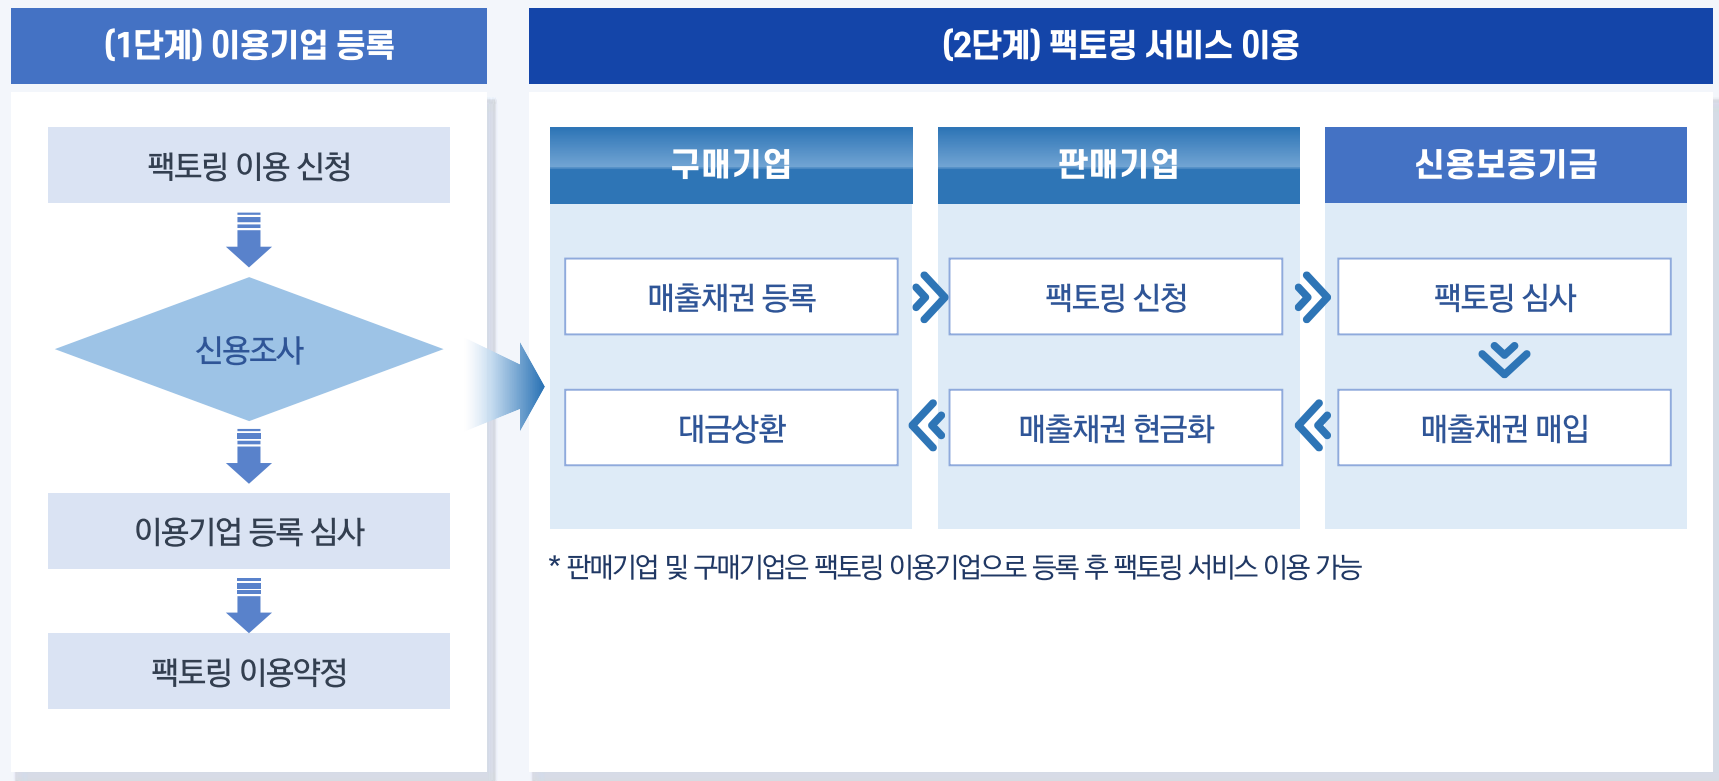 (1단계) 이용기업 등록
팩토링 이용 신청
신용조사
이용기업 등록 심사
팩토링 이용약정
(2단계) 팩토링 서비스 이용
구매기업
판매기업
신용보증기금
매출채권 등록
팩토링 신청
팩토링 심사
대금상환
매출채권 현금화
매출채권 매입
* 판매기업 및 구매기업은 팩토링 이용기업으로 등록 후 팩토링 서비스 이용 가능